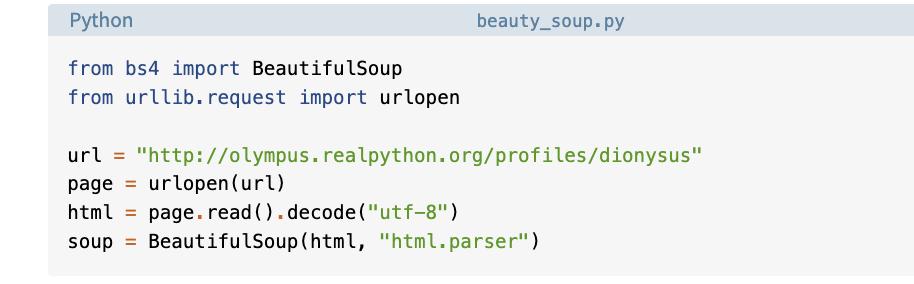 Python beauty_soup.py
from bs4 import BeautifulSoup
from urllib.request import urlopen
url = "http://olympus.realpython.org/profiles/dionysus"
page = urlopen(url)
html = page.read().decode("utf-8")
soup = BeautifulSoup(html, "html.parser")